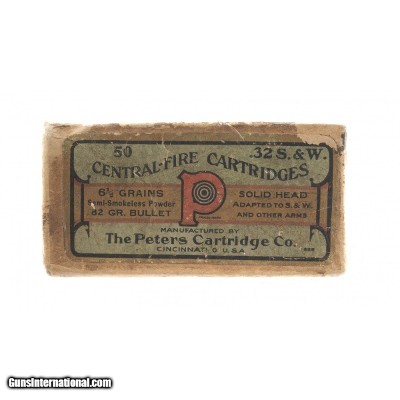 50 .32 S. & W.
CENTRAL-FIRE CARTRIDGES
6½ GRAINS
Semi-Smokeless Powder
82 GR. BULLET
P
SOLID HEAD
ADAPTED TO S. & W.
AND OTHER ARMS
MANUFACTURED BY
The Peters Cartridge Co.
CINCINNATI O. U.S.A.
GunsInternational.com